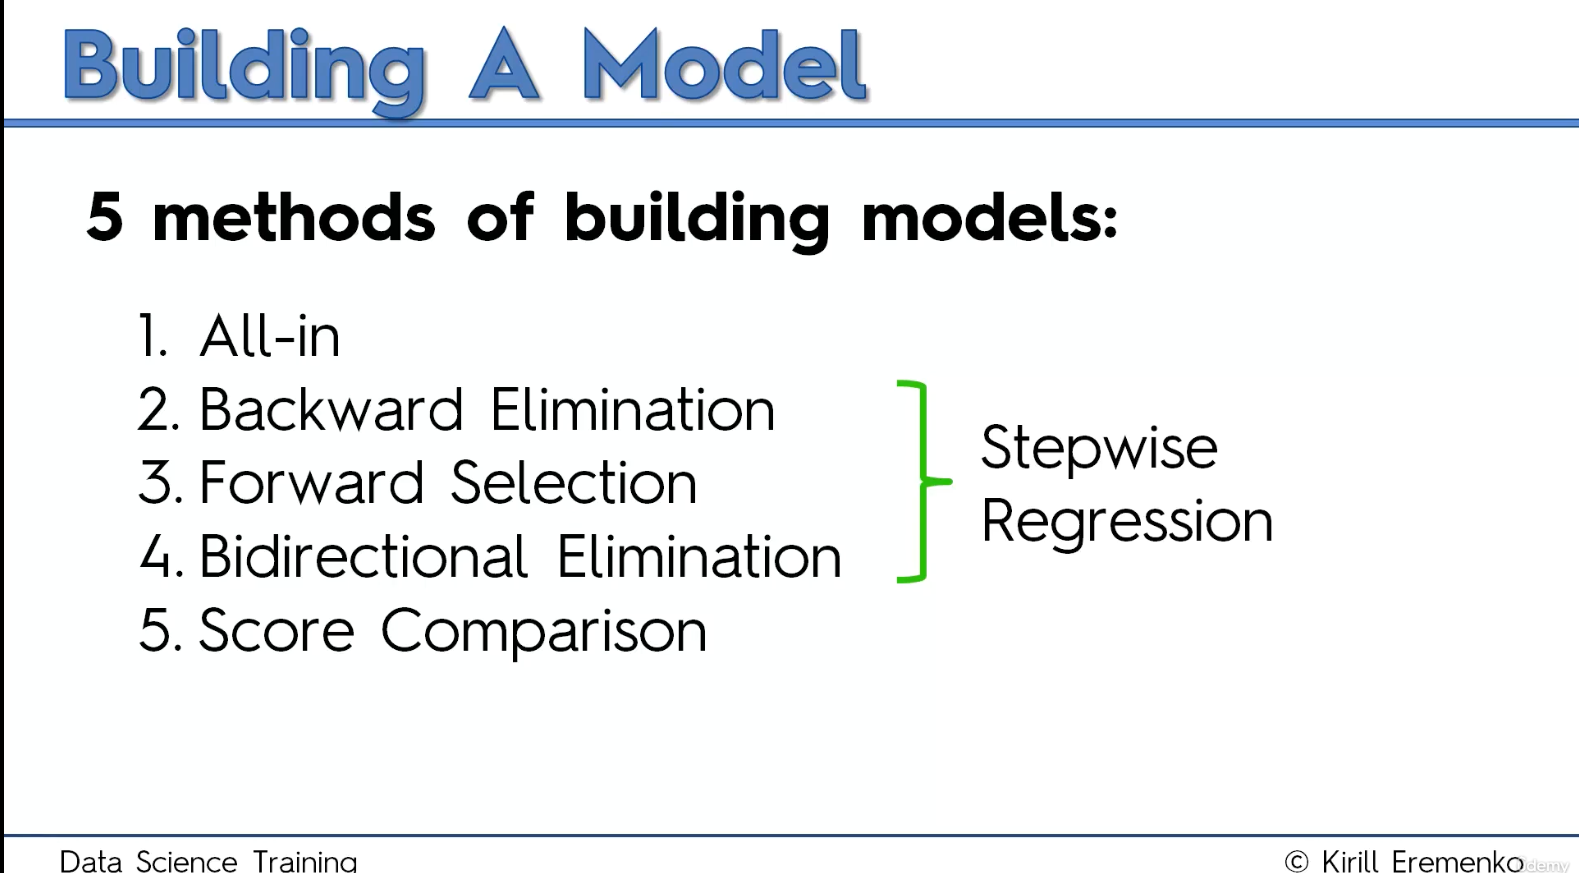 Building A Model
5 methods of building models:
1. All-in
2. Backward Elimination
3. Forward Selection
4. Bidirectional Elimination
5. Score Comparison
Stepwise
Regression
Data Science Training
© Kirill Eremenko
Udemy